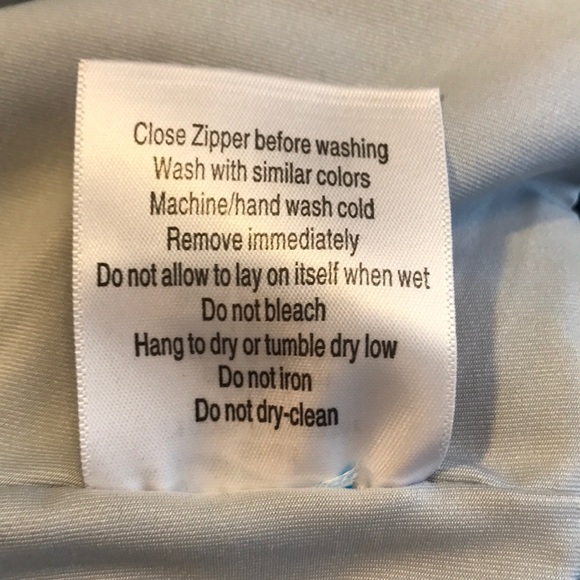 Close Zipper before washing
Wash with similar colors
Machine/hand wash cold
Remove immediately
Do not allow to lay on itself when wet
Do not bleach
Hang to dry or tumble dry low
Do not iron
Do not dry-clean